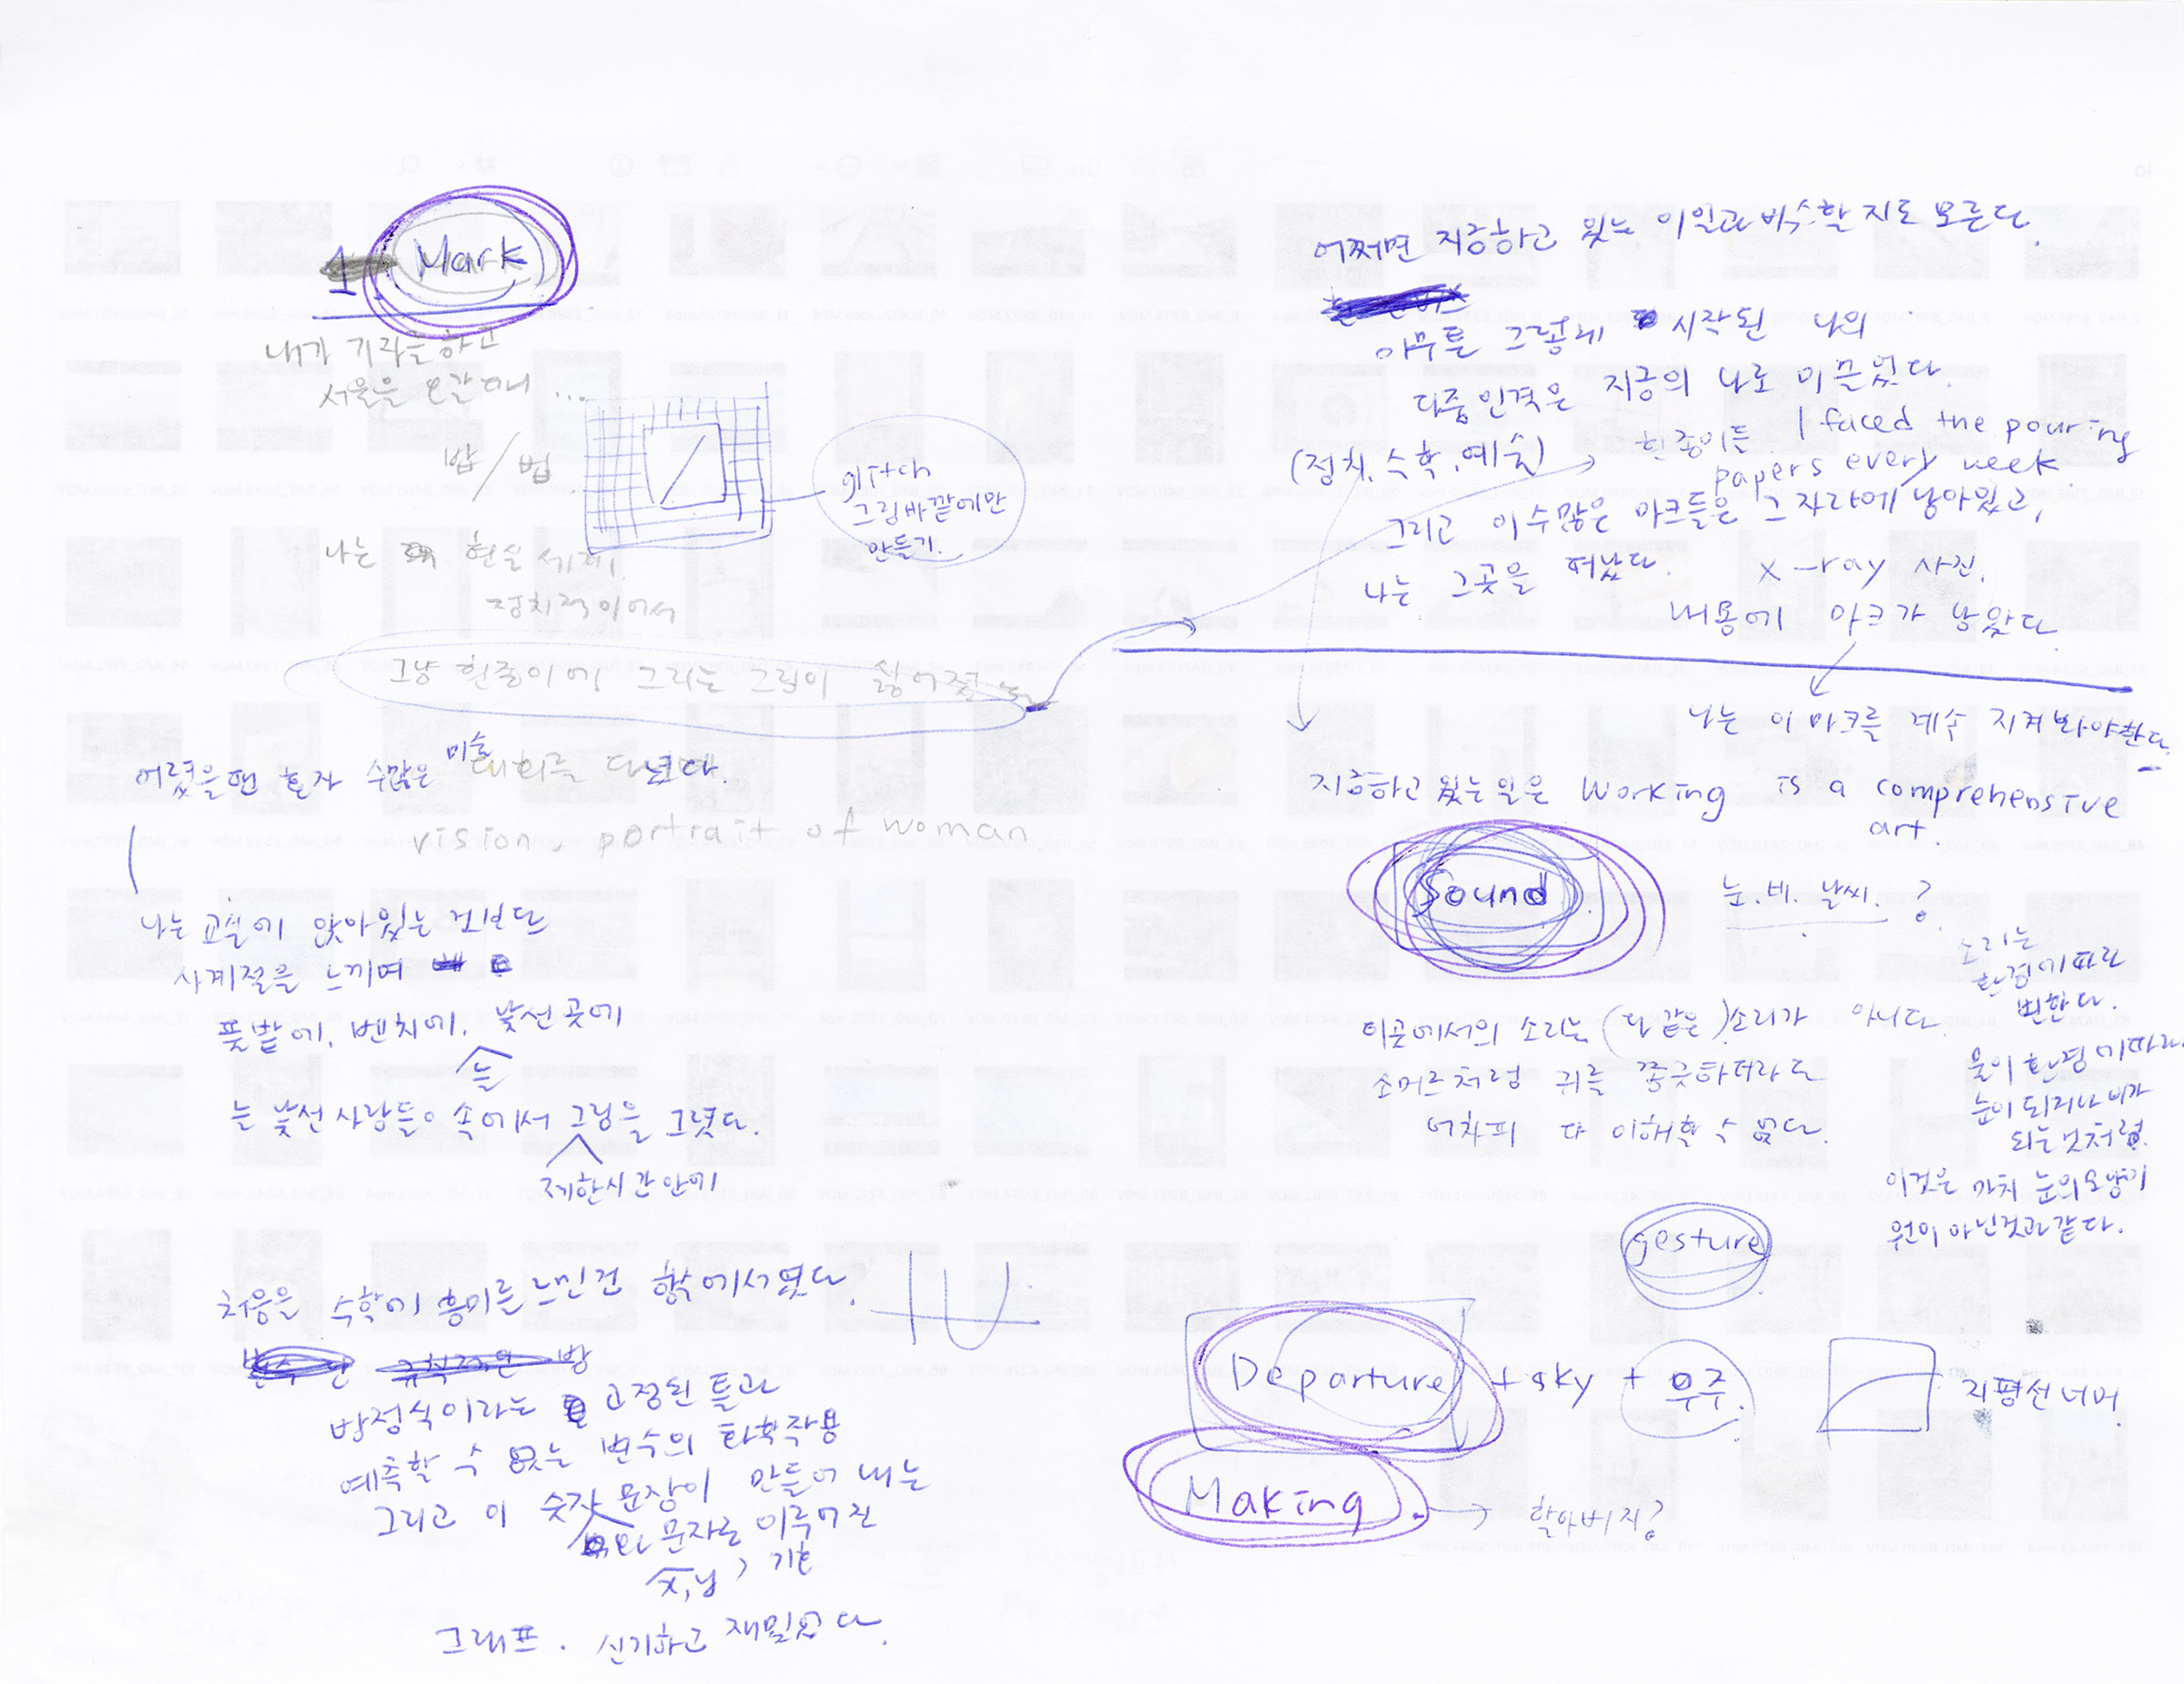 1. Mark
내가 기차를 타고
서울을 오갈때니 ...
밥 / 법
glitch
그림바깥에만
만들기.
나는 현실 세계
정치적이어서
그냥 흰종이에 그리는 그림이 싫어졌
어렸을땐 혼자 수많은 미술대회를 다녔다.
vision, portrait of woman
나는 교실에 앉아있는 것보단
사계절을 느끼며
풀밭에, 벤치에, 낯선 곳에
늘
는 낯선 사람들 속에서 그림을 그렸다.
제한시간 안에
처음은 수학에 흥미를 느낀건 함수에서였다.
방
방정식이라는 고정된 틀과
예측할 수 없는 변수의 화학작용
그리고 이 숫자 문장이 만들어 내는
문자로 이루어진
x, y, 기호
그래프. 신기하고 재밌었다.
어쩌면 지금하고 있는 이일과 비슷할 지도 모른다.
아무튼 그렇게 시작된 나의
다중인격은 지금의 나로 이끌었다.
(정치, 수학, 예술) → 흰종이들. I faced the pouring
papers every week
그리고 이 수많은 마크들은 그 자리에 남아있고,
나는 그곳을 떠났다. X-ray 사진.
내용에 마크가 남았다.
나는 이 마크를 계속 지켜봐야한다.
지금하고 있는 일은 Working is a comprehensive
art.
Sound 눈. 비. 날씨. ?
소리는
환경에따라
변한다.
이곳에서의 소리는 (다 같은) 소리가 아니다.
소머즈처럼 귀를 쫑긋하더라도
어차피 다 이해할 수 없다.
물이 환경에따라
눈이 되거나 비가
되는것처럼.
이것은 마치 눈의모양이
원이 아닌것과같다.
gesture
Departure + sky + 우주. 지평선너머.
Making → 할아버지?